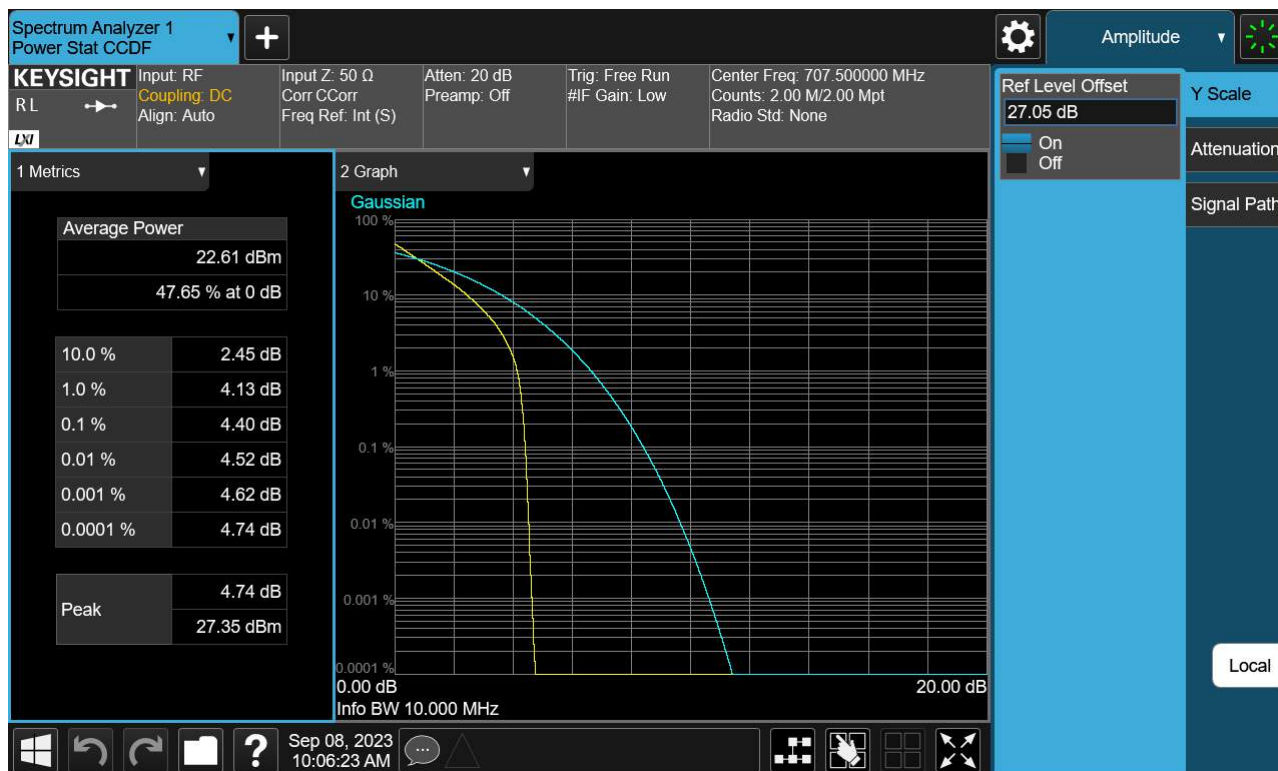 Spectrum Analyzer 1
Power Stat CCDF
+
Amplitude
KEYSIGHT
Input: RF
Input Z: 50 Ω
Atten: 20 dB
Trig: Free Run
Center Freq: 707.500000 MHz
R L
Coupling: DC
Corr CCorr
Preamp: Off
#IF Gain: Low
Counts: 2.00 M/2.00 Mpt
Align: Auto
Freq Ref: Int (S)
Radio Std: None
LXI
Ref Level Offset
27.05 dB
On
Off
Y Scale
Attenuation
Signal Path
1 Metrics
Average Power
22.61 dBm
47.65 % at 0 dB
10.0 % 2.45 dB
1.0 % 4.13 dB
0.1 % 4.40 dB
0.01 % 4.52 dB
0.001 % 4.62 dB
0.0001 % 4.74 dB
Peak
4.74 dB
27.35 dBm
2 Graph
Gaussian
100 %
10 %
1 %
0.1 %
0.01 %
0.001 %
0.0001 %
0.00 dB
20.00 dB
Info BW 10.000 MHz
Local
?
Sep 08, 2023
10:06:23 AM